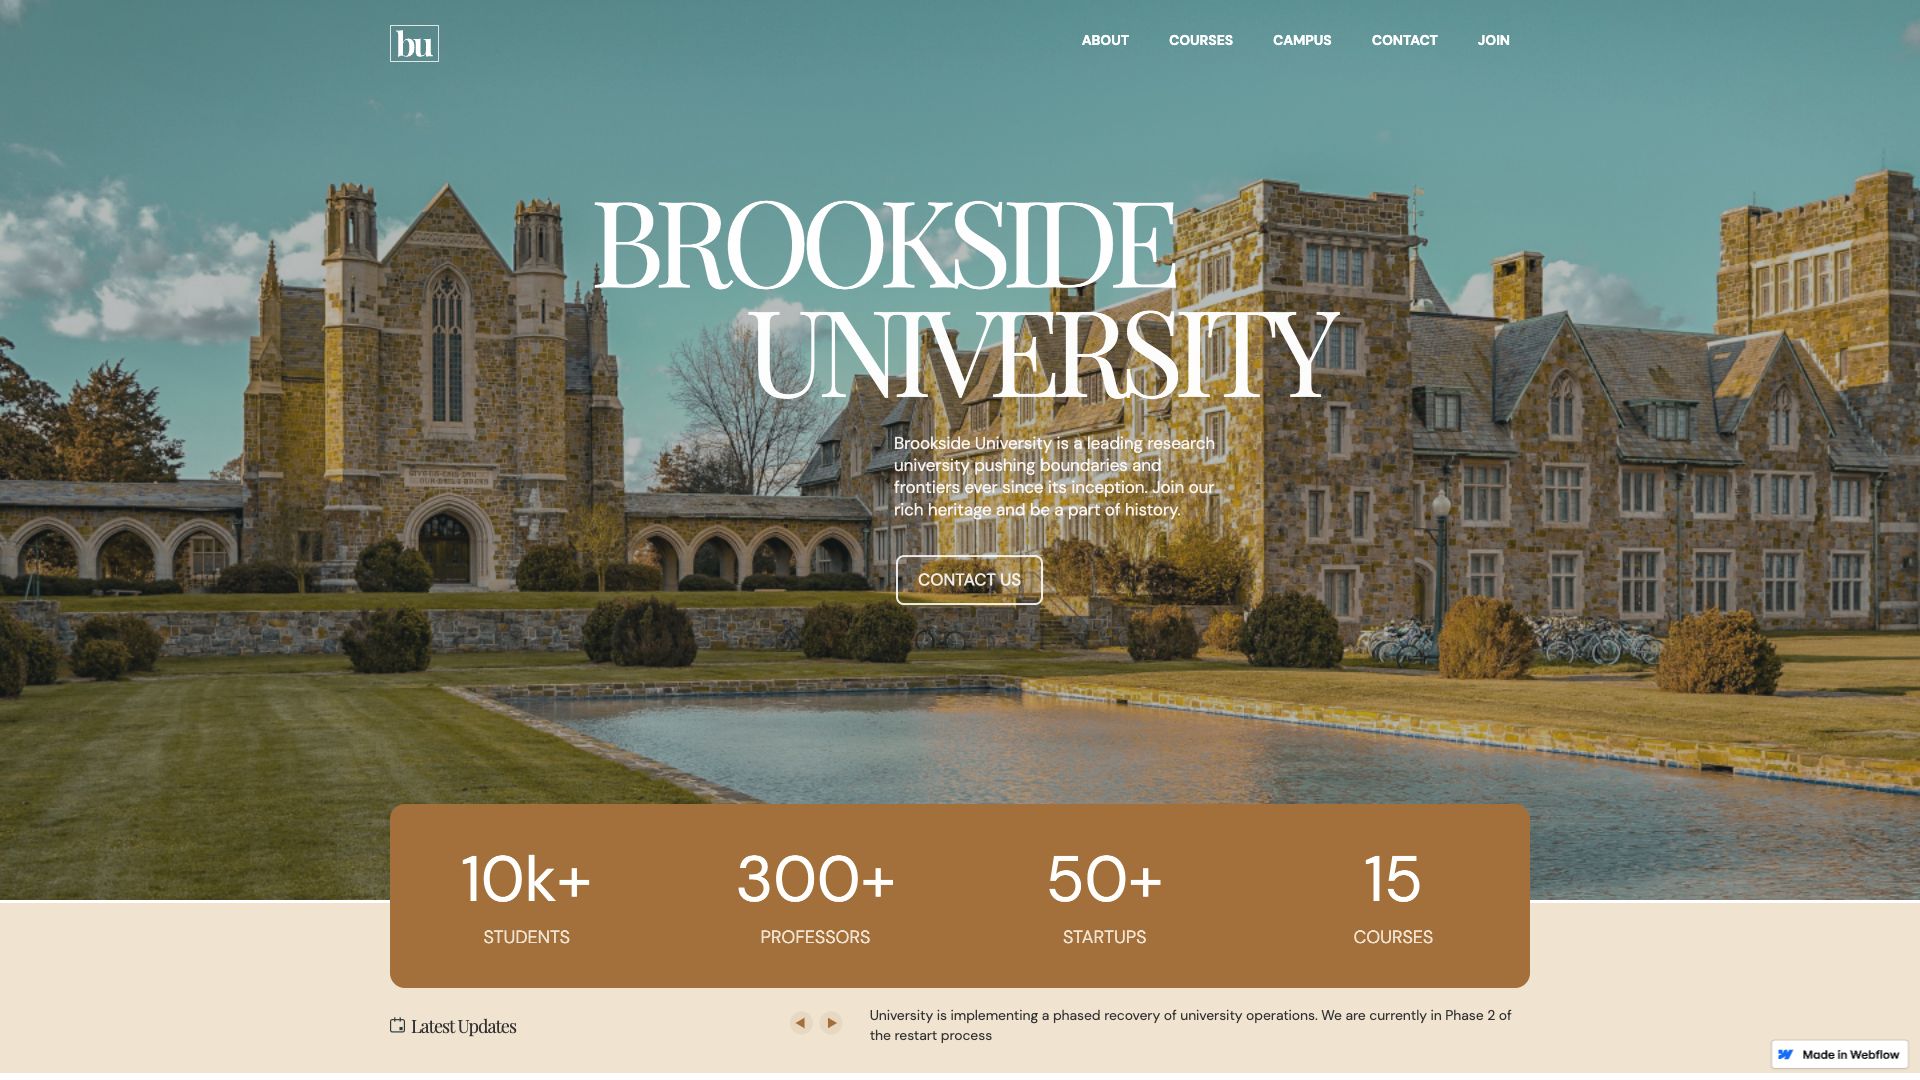 bu
ABOUT
COURSES
CAMPUS
CONTACT
JOIN
BROOKSIDE
UNIVERSITY
Brookside University is a leading research
university pushing boundaries and
frontiers ever since its inception. Join our
rich heritage and be a part of history.
CONTACT US
10k+
STUDENTS
300+
PROFESSORS
50+
STARTUPS
15
COURSES
Latest Updates
University is implementing a phased recovery of university operations. We are currently in Phase 2 of
the restart process
Made in Webflow